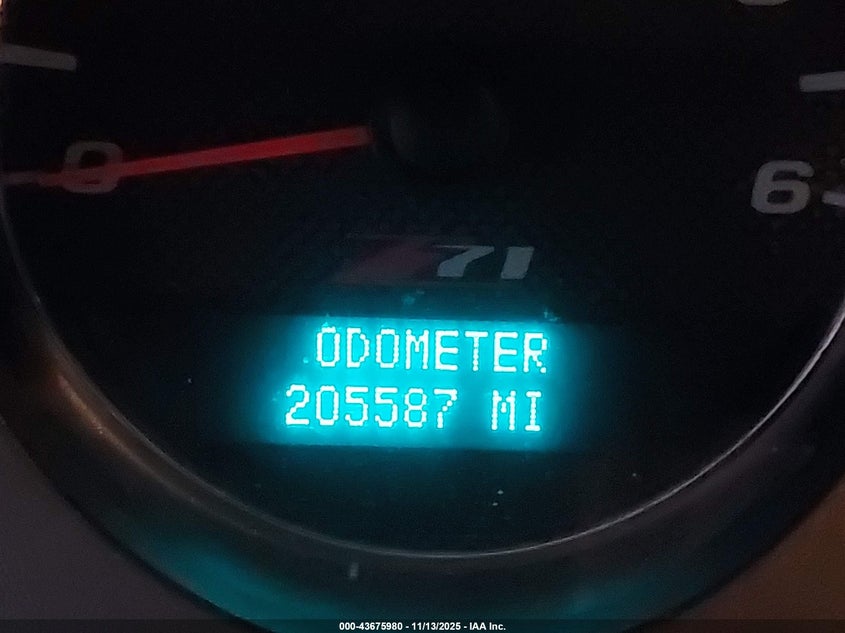 0
6
Z71
ODOMETER
205587 MI
000-43675980 - 11/13/2025 - IAA Inc.